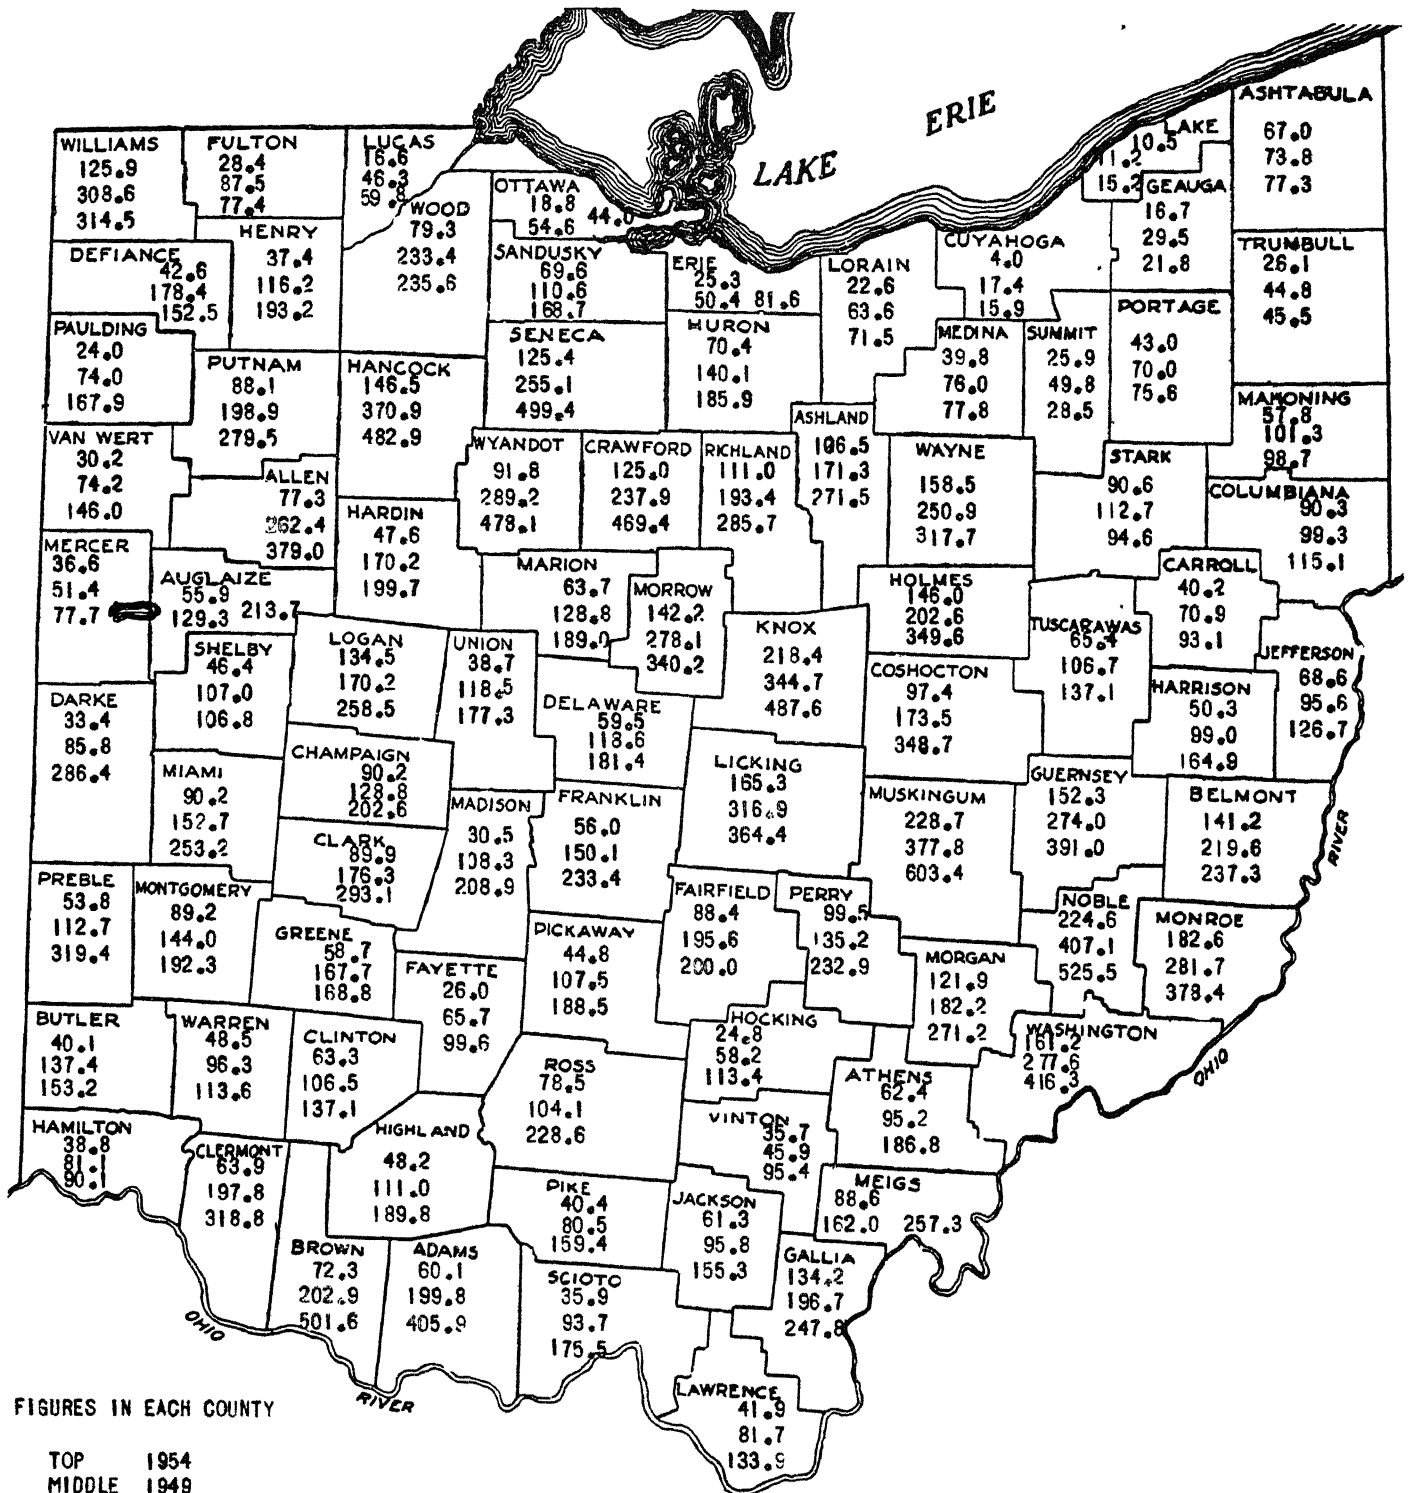 ERIE
LAKE
ASHTABULA
67.0
73.8
77.3
LAKE
10.5
11.2
15.2
GEAUGA
16.7
29.5
21.8
WILLIAMS
125.9
308.6
314.5
FULTON
28.4
87.5
77.4
LUCAS
16.6
46.3
59.8
OTTAWA
18.8
44.0
54.6
WOOD
79.3
233.4
235.6
HENRY
37.4
116.2
193.2
DEFIANCE
42.6
178.4
152.5
SANDUSKY
69.6
110.6
168.7
ERIE
25.3
50.4 81.6
LORAIN
22.6
63.6
71.5
CUYAHOGA
4.0
17.4
15.9
TRUMBULL
26.1
44.8
45.5
PAULDING
24.0
74.0
167.9
PUTNAM
88.1
198.9
279.5
HANCOCK
146.5
370.9
482.9
SENECA
125.4
255.1
499.4
HURON
70.4
140.1
185.9
MEDINA
39.8
76.0
77.8
SUMMIT
25.9
49.8
28.5
PORTAGE
43.0
70.0
75.6
MAHONING
57.8
101.3
98.7
VAN WERT
30.2
74.2
146.0
ALLEN
77.3
262.4
379.0
WYANDOT
91.8
289.2
478.1
CRAWFORD
125.0
237.9
469.4
RICHLAND
111.0
193.4
285.7
ASHLAND
106.5
171.3
271.5
WAYNE
158.5
250.9
317.7
STARK
90.6
112.7
94.6
COLUMBIANA
90.3
99.3
115.1
MERCER
36.6
51.4
77.7
AUGLAIZE
55.9
129.3 213.7
HARDIN
47.6
170.2
199.7
MARION
63.7
128.8
189.0
MORROW
142.2
278.1
340.2
KNOX
218.4
344.7
487.6
HOLMES
146.0
202.6
349.6
TUSCARAWAS
65.4
106.7
137.1
CARROLL
40.2
70.9
93.1
JEFFERSON
68.6
95.6
126.7
SHELBY
46.4
107.0
106.8
LOGAN
134.5
170.2
258.5
UNION
38.7
118.5
177.3
DELAWARE
59.5
118.6
181.4
COSHOCTON
97.4
173.5
348.7
HARRISON
50.3
99.0
164.9
DARKE
33.4
85.8
286.4
MIAMI
90.2
152.7
253.2
CHAMPAIGN
90.2
128.8
202.6
MADISON
30.5
108.3
208.9
FRANKLIN
56.0
150.1
233.4
LICKING
165.3
316.9
364.4
MUSKINGUM
228.7
377.8
603.4
GUERNSEY
152.3
274.0
391.0
BELMONT
141.2
219.6
237.3
RIVER
CLARK
89.9
176.3
293.1
PREBLE
53.8
112.7
319.4
MONTGOMERY
89.2
144.0
192.3
GREENE
58.7
167.7
168.8
FAYETTE
26.0
65.7
99.6
PICKAWAY
44.8
107.5
188.5
FAIRFIELD
88.4
195.6
200.0
PERRY
99.5
135.2
232.9
MORGAN
121.9
182.2
271.2
NOBLE
224.6
407.1
525.5
MONROE
182.6
281.7
378.4
BUTLER
40.1
137.4
153.2
WARREN
48.5
96.3
113.6
CLINTON
63.3
106.5
137.1
ROSS
78.5
104.1
228.6
HOCKING
24.8
58.2
113.4
ATHENS
62.4
95.2
186.8
WASHINGTON
161.2
277.6
416.3
OHIO
HAMILTON
38.8
81.1
90.1
CLERMONT
63.9
197.8
318.8
HIGHLAND
48.2
111.0
189.8
PIKE
40.4
80.5
159.4
VINTON
35.7
45.9
95.4
JACKSON
61.3
95.8
155.3
MEIGS
88.6
162.0 257.3
BROWN
72.3
202.9
501.6
ADAMS
60.1
199.8
405.9
SCIOTO
35.9
93.7
175.5
GALLIA
134.2
196.7
247.8
OHIO
RIVER
LAWRENCE
41.9
81.7
133.9
FIGURES IN EACH COUNTY
TOP 1954
MIDDLE 1949